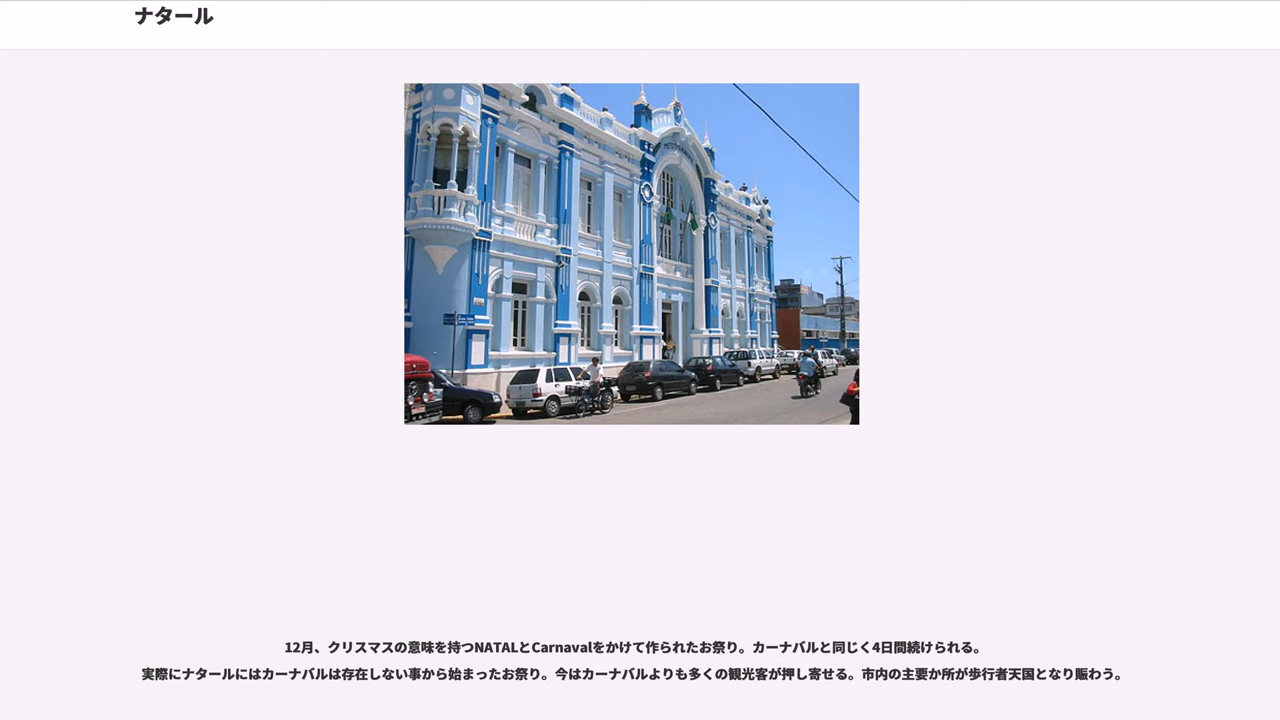 ナタール
12月、クリスマスの意味を持つNATALとCarnavalをかけて作られたお祭り。カーナバルと同じく4日間続けられる。
実際にナタールにはカーナバルは存在しない事から始まったお祭り。今はカーナバルよりも多くの観光客が押し寄せる。市内の主要か所が歩行者天国となり賑わう。